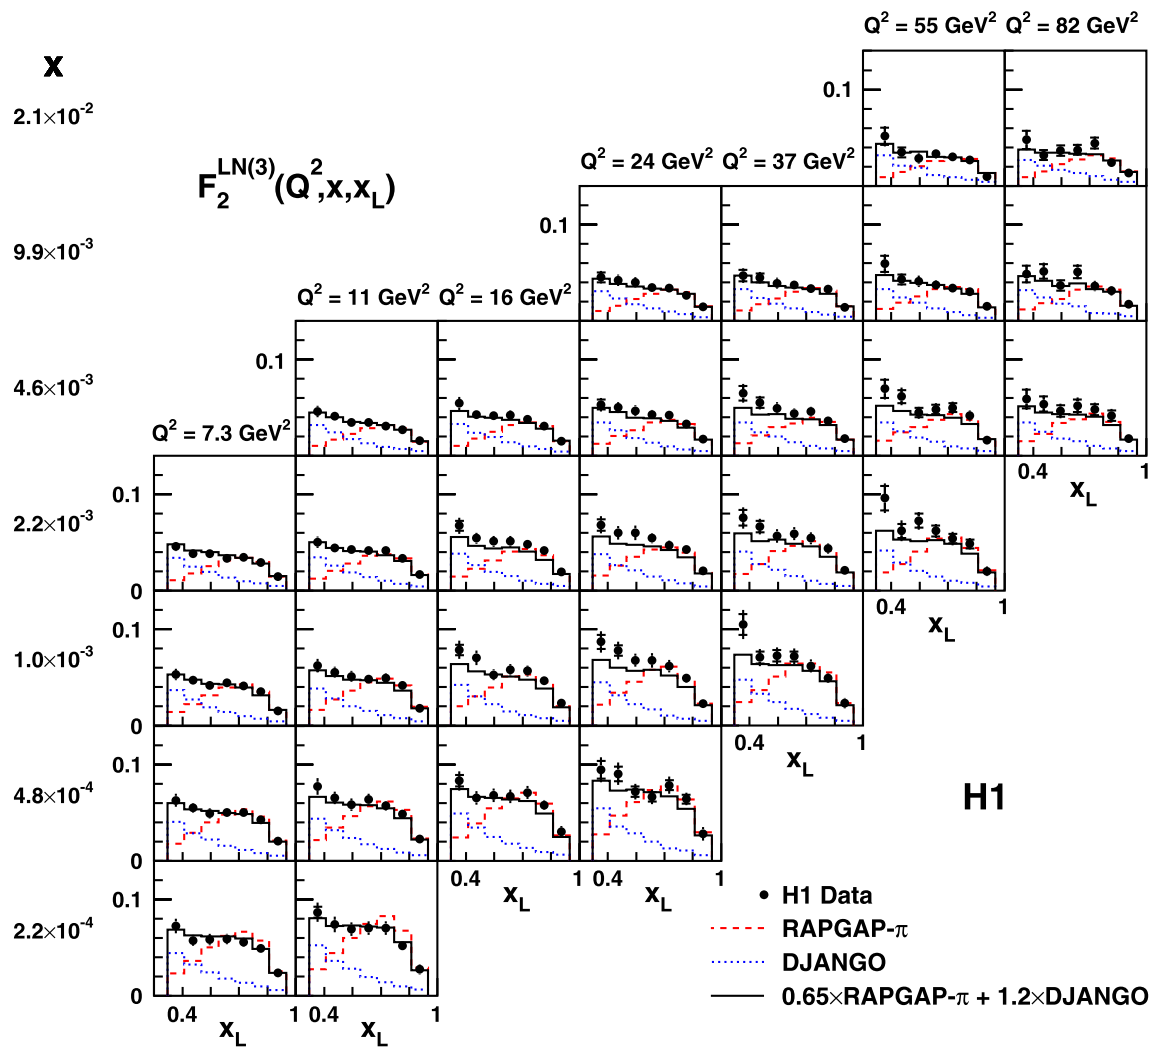 Q² = 55 GeV² Q² = 82 GeV²
x
0.1
2.1×10⁻²
Q² = 24 GeV² Q² = 37 GeV²
F₂^LN(3)(Q²,x,x_L)
0.1
9.9×10⁻³
Q² = 11 GeV² Q² = 16 GeV²
0.1
4.6×10⁻³
Q² = 7.3 GeV²
0.4 1
x_L
0.1
2.2×10⁻³
0
0.4 1
x_L
0.1
1.0×10⁻³
0
0.4 1
x_L
0.1
4.8×10⁻⁴
H1
0
0.4 1 0.4 1
x_L x_L
0.1
2.2×10⁻⁴
0
0.4 1 0.4 1
x_L x_L
H1 Data
RAPGAP-π
DJANGO
0.65×RAPGAP-π + 1.2×DJANGO